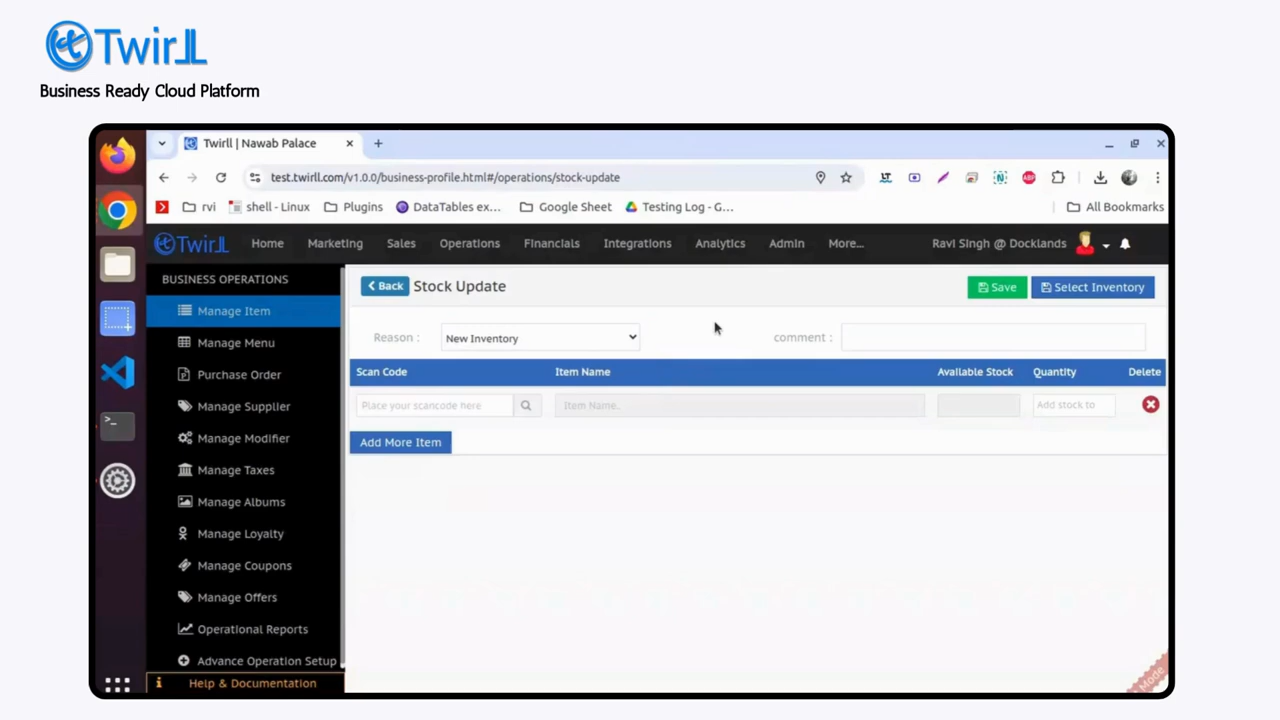 Twirll
Business Ready Cloud Platform
Twirll | Nawab Palace
test.twirll.com/v1.0.0/business-profile.html#/operations/stock-update
rvi shell - Linux Plugins DataTables ex... Google Sheet Testing Log - G... All Bookmarks
Twirll Home Marketing Sales Operations Financials Integrations Analytics Admin More... Ravi Singh @ Docklands
BUSINESS OPERATIONS
Manage Item
Manage Menu
Purchase Order
Manage Supplier
Manage Modifier
Manage Taxes
Manage Albums
Manage Loyalty
Manage Coupons
Manage Offers
Operational Reports
Advance Operation Setup
Help & Documentation
Back Stock Update Save Select Inventory
Reason : New Inventory comment :
Scan Code Item Name Available Stock Quantity Delete
Place your scancode here Item Name.. Add stock to
Add More Item
Mode